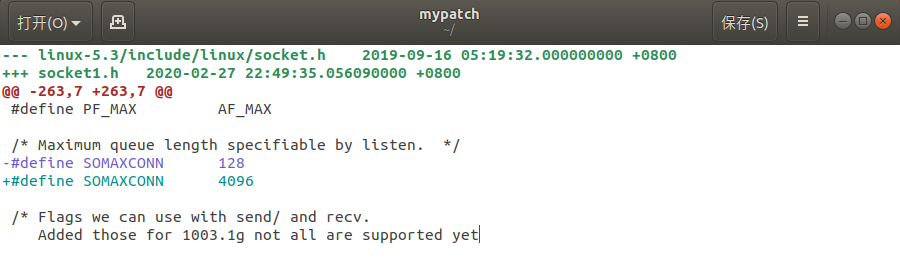 打开(O)
mypatch
~/
保存(S)
--- linux-5.3/include/linux/socket.h    2019-09-16 05:19:32.000000000 +0800
+++ socket1.h   2020-02-27 22:49:35.056090000 +0800
@@ -263,7 +263,7 @@
 #define PF_MAX          AF_MAX
 /* Maximum queue length specifiable by listen.  */
-#define SOMAXCONN       128
+#define SOMAXCONN       4096
 /* Flags we can use with send/ and recv.
    Added those for 1003.1g not all are supported yet